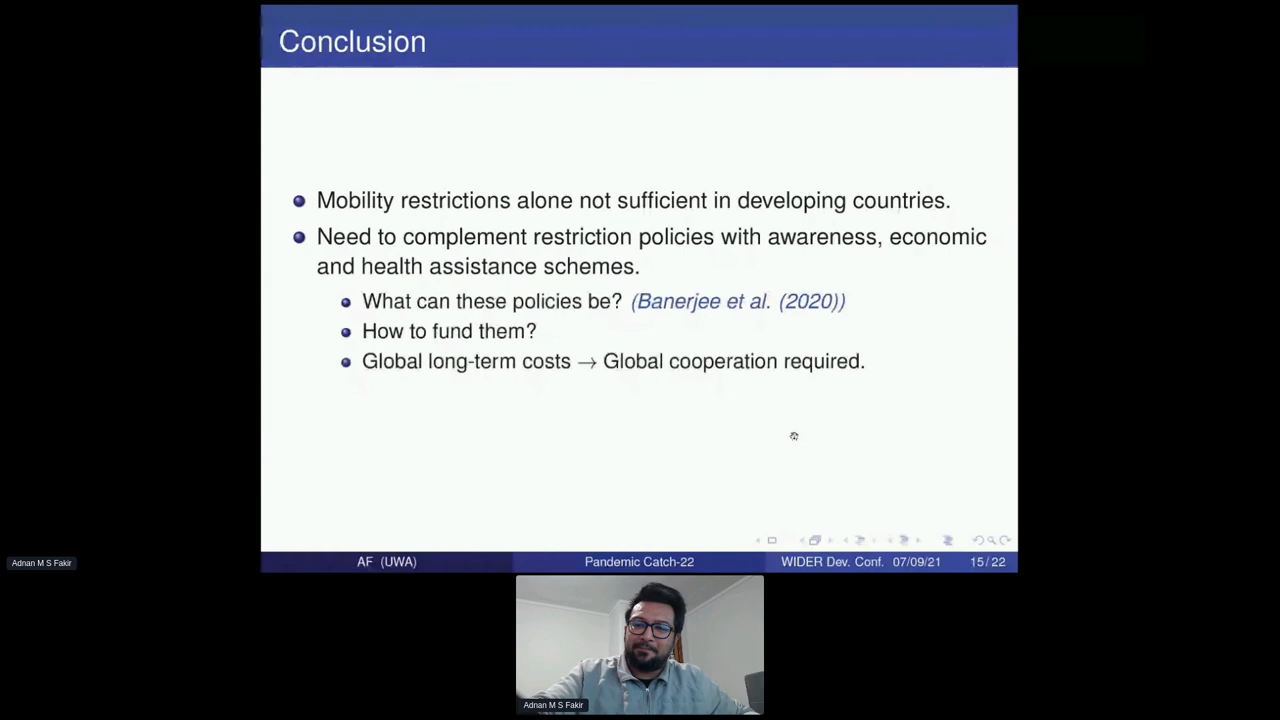 Conclusion
Mobility restrictions alone not sufficient in developing countries.
Need to complement restriction policies with awareness, economic
and health assistance schemes.
What can these policies be? (Banerjee et al. (2020))
How to fund them?
Global long-term costs → Global cooperation required.
AF (UWA) Pandemic Catch-22 WIDER Dev. Conf. 07/09/21 15/22
Adnan M S Fakir
Adnan M S Fakir